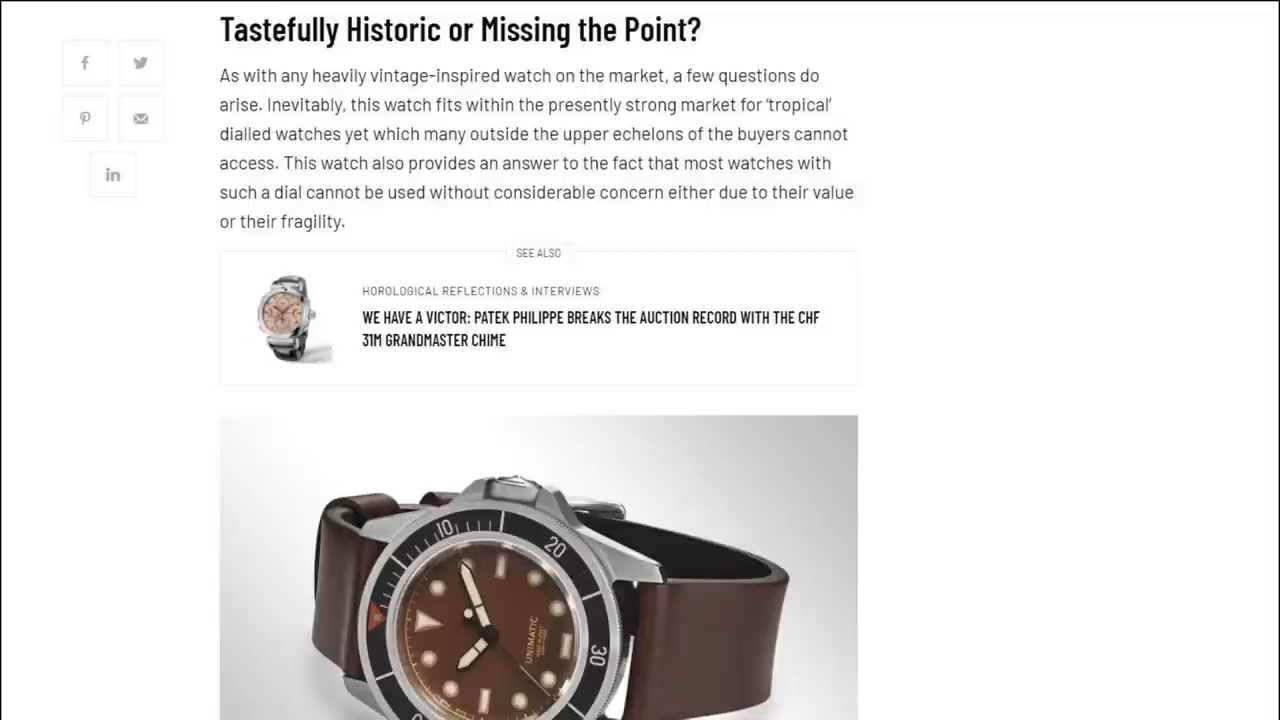 Tastefully Historic or Missing the Point?
As with any heavily vintage-inspired watch on the market, a few questions do
arise. Inevitably, this watch fits within the presently strong market for 'tropical'
dialled watches yet which many outside the upper echelons of the buyers cannot
access. This watch also provides an answer to the fact that most watches with
such a dial cannot be used without considerable concern either due to their value
or their fragility.
SEE ALSO
HOROLOGICAL REFLECTIONS & INTERVIEWS
WE HAVE A VICTOR: PATEK PHILIPPE BREAKS THE AUCTION RECORD WITH THE CHF
31M GRANDMASTER CHIME
10
20
30
UNIMATIC